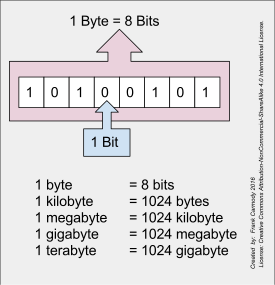 1 Byte = 8 Bits
1 0 1 0 0 1 0 1
1 Bit
1 byte = 8 bits
1 kilobyte = 1024 bytes
1 megabyte = 1024 kilobyte
1 gigabyte = 1024 megabyte
1 terabyte = 1024 gigabyte
Created by: Frank Carmody 2016
License: Creative Commons Attribution-NonCommercial-ShareAlike 4.0 International License.